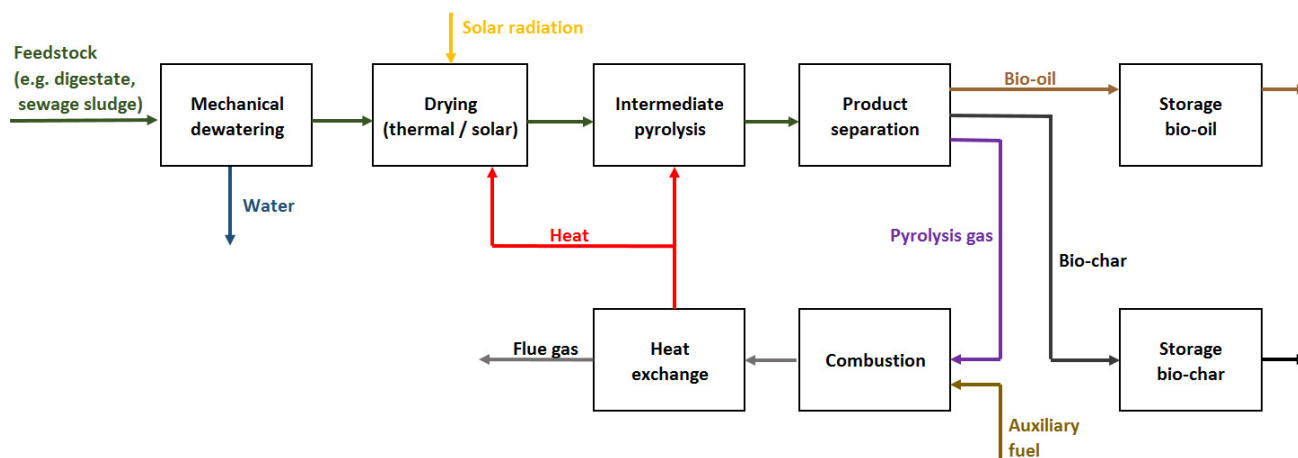 Solar radiation
Feedstock
(e.g. digestate,
sewage sludge)
Mechanical
dewatering
Drying
(thermal / solar)
Intermediate
pyrolysis
Product
separation
Bio-oil
Storage
bio-oil
Water
Heat
Pyrolysis gas
Bio-char
Flue gas
Heat
exchange
Combustion
Storage
bio-char
Auxiliary
fuel